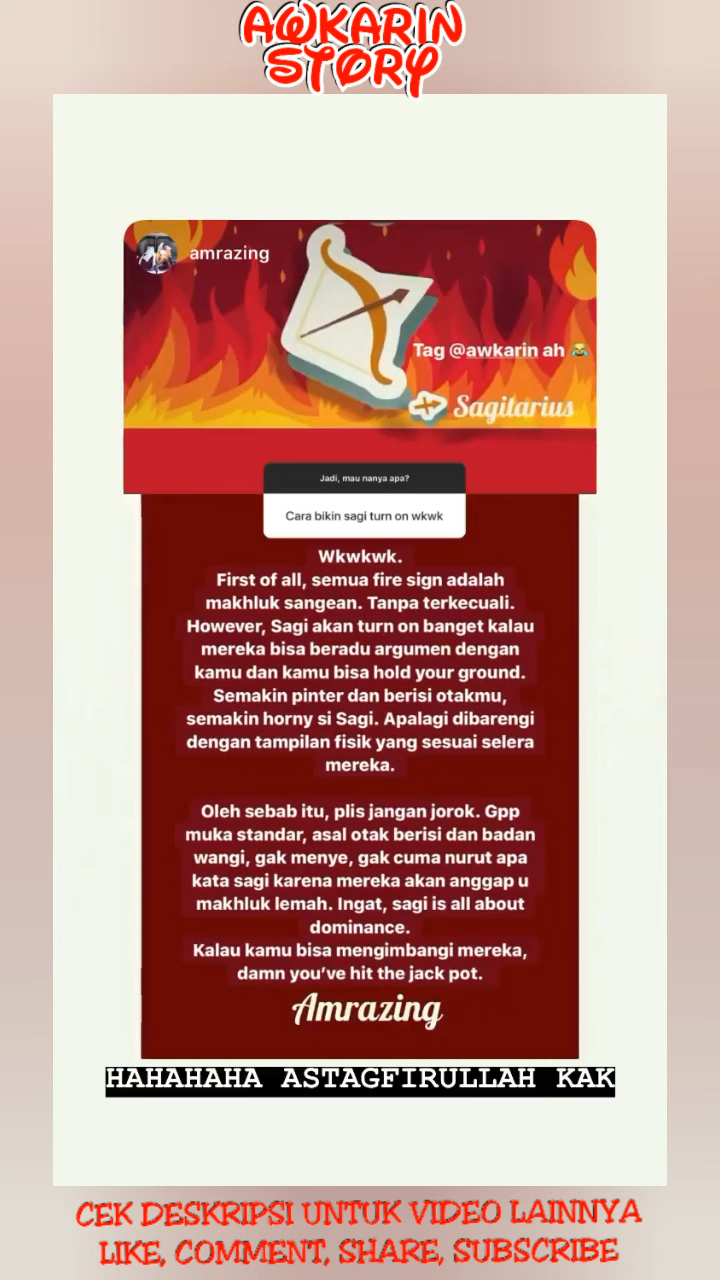 AWKARIN
STORY
amrazing
Tag @awkarin ah 😹
Sagitarius
Jadi, mau nanya apa?
Cara bikin sagi turn on wkwk
Wkwkwk.
First of all, semua fire sign adalah
makhluk sangean. Tanpa terkecuali.
However, Sagi akan turn on banget kalau
mereka bisa beradu argumen dengan
kamu dan kamu bisa hold your ground.
Semakin pinter dan berisi otakmu,
semakin horny si Sagi. Apalagi dibarengi
dengan tampilan fisik yang sesuai selera
mereka.
Oleh sebab itu, plis jangan jorok. Gpp
muka standar, asal otak berisi dan badan
wangi, gak menye, gak cuma nurut apa
kata sagi karena mereka akan anggap u
makhluk lemah. Ingat, sagi is all about
dominance.
Kalau kamu bisa mengimbangi mereka,
damn you’ve hit the jack pot.
Amrazing
HAHAHAHA ASTAGFIRULLAH KAK
CEK DESKRIPSI UNTUK VIDEO LAINNYA
LIKE, COMMENT, SHARE, SUBSCRIBE